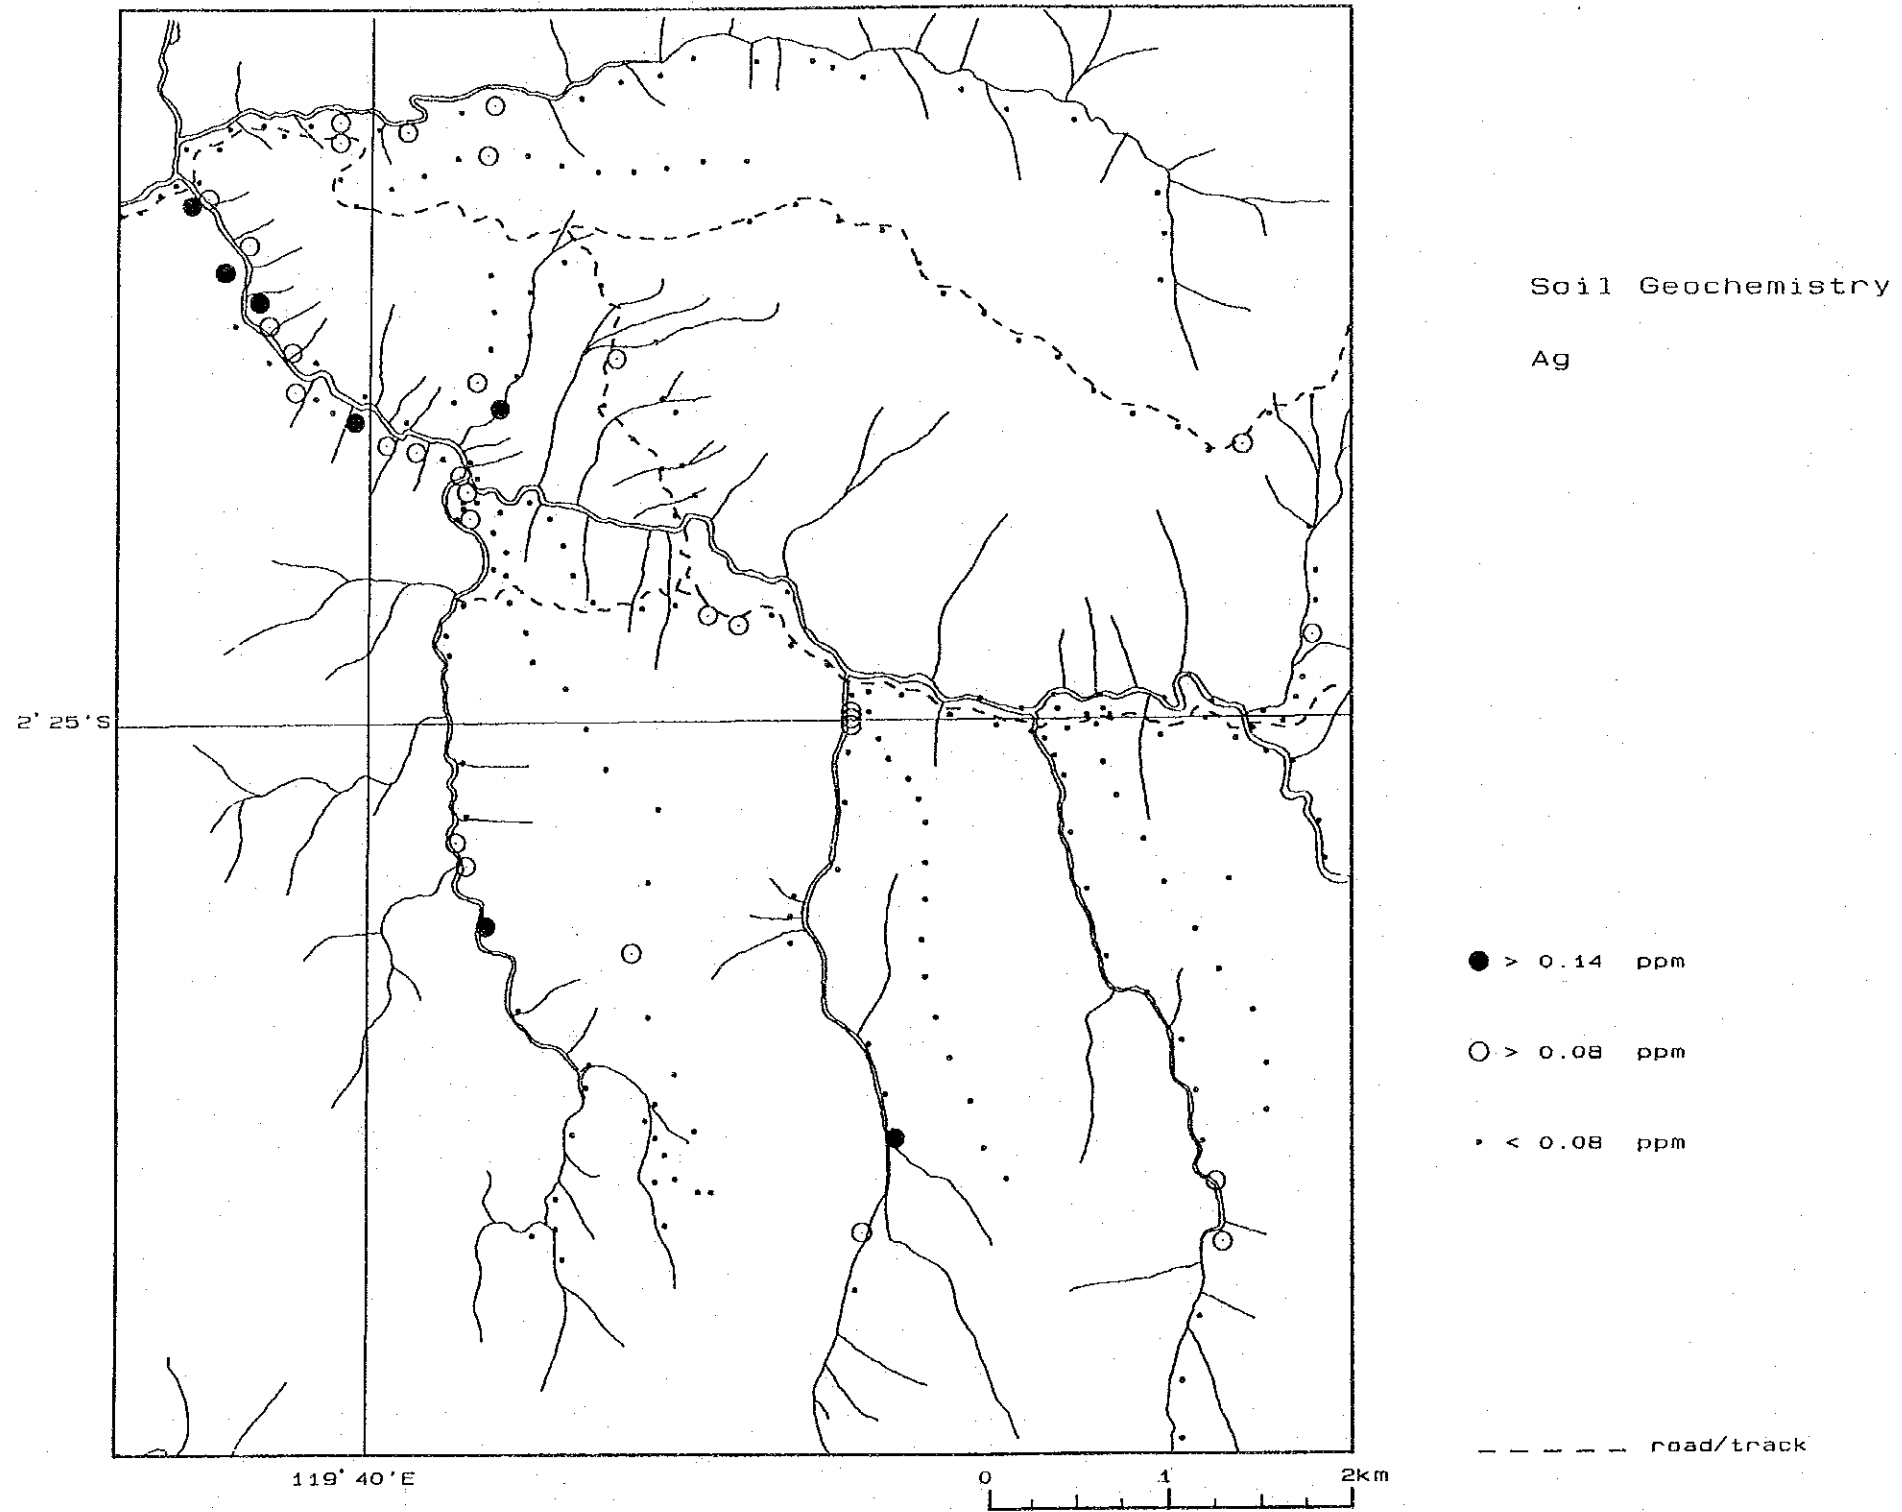 Soil Geochemistry
Ag
2° 25'S
> 0.14 ppm
> 0.08 ppm
< 0.08 ppm
road/track
119° 40'E
0 1 2km